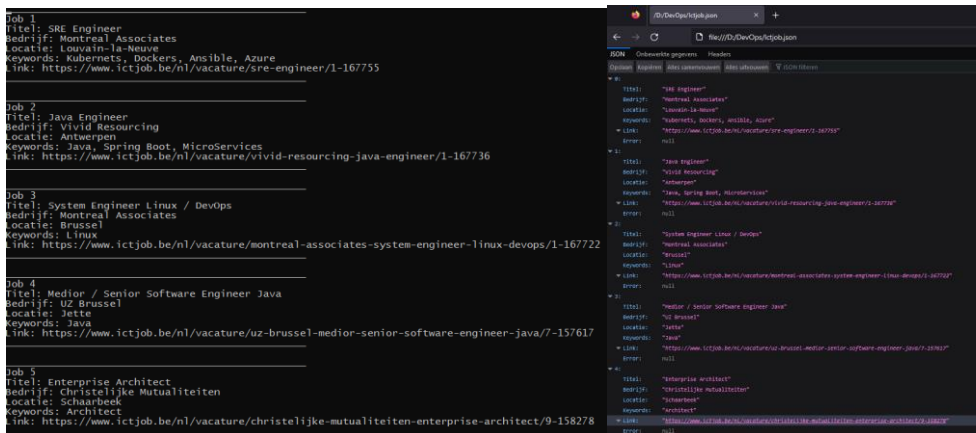 Job 1
Titel: SRE Engineer
Bedrijf: Montreal Associates
Locatie: Louvain-la-Neuve
Keywords: Kubernets, Dockers, Ansible, Azure
Link: https://www.ictjob.be/nl/vacature/sre-engineer/1-167755
Job 2
Titel: Java Engineer
Bedrijf: Vivid Resourcing
Locatie: Antwerpen
Keywords: Java, Spring Boot, MicroServices
Link: https://www.ictjob.be/nl/vacature/vivid-resourcing-java-engineer/1-167736
Job 3
Titel: System Engineer Linux / DevOps
Bedrijf: Montreal Associates
Locatie: Brussel
Keywords: Linux
Link: https://www.ictjob.be/nl/vacature/montreal-associates-system-engineer-linux-devops/1-167722
Job 4
Titel: Medior / Senior Software Engineer Java
Bedrijf: UZ Brussel
Locatie: Jette
Keywords: Java
Link: https://www.ictjob.be/nl/vacature/uz-brussel-medior-senior-software-engineer-java/7-157617
Job 5
Titel: Enterprise Architect
Bedrijf: Christelijke Mutualiteiten
Locatie: Schaarbeek
Keywords: Architect
Link: https://www.ictjob.be/nl/vacature/christelijke-mutualiteiten-enterprise-architect/9-158278
/D:/DevOps/ictjob.json
file:///D:/DevOps/ictjob.json
JSON Onbewerkte gegevens Headers
Opslaan Kopiëren Alles samenvouwen Alles uitvouwen JSON filteren
0:
Titel: "SRE Engineer"
Bedrijf: "Montreal Associates"
Locatie: "Louvain-la-Neuve"
Keywords: "Kubernets, Dockers, Ansible, Azure"
Link: "https://www.ictjob.be/nl/vacature/sre-engineer/1-167755"
Error: null
1:
Titel: "Java Engineer"
Bedrijf: "Vivid Resourcing"
Locatie: "Antwerpen"
Keywords: "Java, Spring Boot, MicroServices"
Link: "https://www.ictjob.be/nl/vacature/vivid-resourcing-java-engineer/1-167736"
Error: null
2:
Titel: "System Engineer Linux / DevOps"
Bedrijf: "Montreal Associates"
Locatie: "Brussel"
Keywords: "Linux"
Link: "https://www.ictjob.be/nl/vacature/montreal-associates-system-engineer-linux-devops/1-167722"
Error: null
3:
Titel: "Medior / Senior Software Engineer Java"
Bedrijf: "UZ Brussel"
Locatie: "Jette"
Keywords: "Java"
Link: "https://www.ictjob.be/nl/vacature/uz-brussel-medior-senior-software-engineer-java/7-157617"
Error: null
4:
Titel: "Enterprise Architect"
Bedrijf: "Christelijke Mutualiteiten"
Locatie: "Schaarbeek"
Keywords: "Architect"
Link: "https://www.ictjob.be/nl/vacature/christelijke-mutualiteiten-enterprise-architect/9-158278"
Error: null